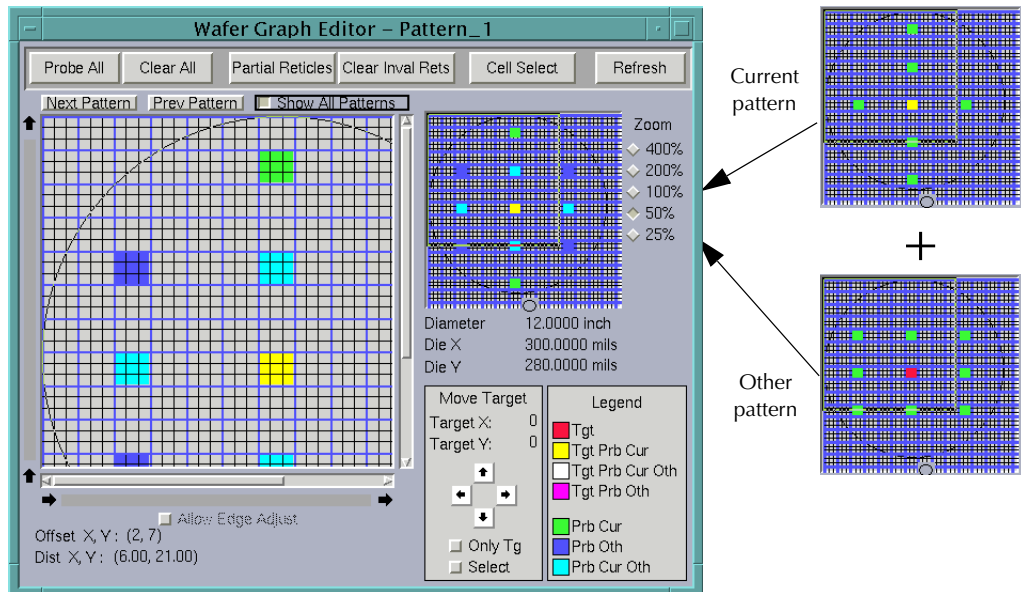 Wafer Graph Editor - Pattern_1
Probe All
Clear All
Partial Reticles
Clear Inval Rets
Cell Select
Refresh
Next Pattern
Prev Pattern
Show All Patterns
Zoom
400%
200%
100%
50%
25%
Diameter 12.0000 inch
Die X 300.0000 mils
Die Y 280.0000 mils
Move Target
Target X: 0
Target Y: 0
Only Tg
Select
Legend
Tgt
Tgt Prb Cur
Tgt Prb Cur Oth
Tgt Prb Oth
Prb Cur
Prb Oth
Prb Cur Oth
Allow Edge Adjust
Offset X, Y: (2, 7)
Dist X, Y: (6.00, 21.00)
Current
pattern
+
Other
pattern